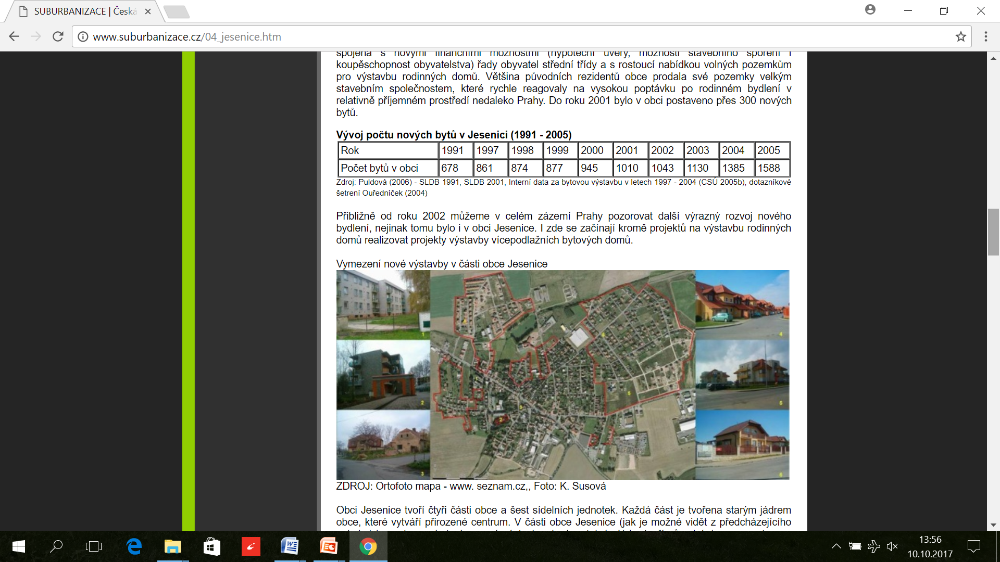 SUBURBANIZACE | Česká
www.suburbanizace.cz/04_jesenice.htm
spojena s novými finančními možnostmi (hypoteční úvěry, možnosti stavebního spoření i
koupěschopnost obyvatelstva) řady obyvatel střední třídy a s rostoucí nabídkou volných pozemkům
pro výstavbu rodinných domů. Většina původních rezidentů obce prodala své pozemky velkým
stavebním společnostem, které rychle reagovaly na vysokou poptávku po rodinném bydlení v
relativně příjemném prostředí nedaleko Prahy. Do roku 2001 bylo v obci postaveno přes 300 nových
bytů.
Vývoj počtu nových bytů v Jesenici (1991 - 2005)
Rok 1991 1997 1998 1999 2000 2001 2002 2003 2004 2005
Počet bytů v obci 678 861 874 877 945 1010 1043 1130 1385 1588
Zdroj: Puldová (2006) - SLDB 1991, SLDB 2001, Interní data za bytovou výstavbu v letech 1997 - 2004 (CSÚ 2005b), dotazníkové
šetrení Ouředníček (2004)
Přibližně od roku 2002 můžeme v celém zázemí Prahy pozorovat další výrazný rozvoj nového
bydlení, nejinak tomu bylo i v obci Jesenice. I zde se začínají kromě projektů na výstavbu rodinných
domů realizovat projekty výstavby vícepodlažních bytových domů.
Vymezení nové výstavby v části obce Jesenice
1
4
2
5
3
6
5
2
ZDROJ: Ortofoto mapa - www. seznam.cz,, Foto: K. Susová
Obci Jesenice tvoří čtyři části obce a šest sídelních jednotek. Každá část je tvořena starým jádrem
obce, které vytváří přirozené centrum. V části obce Jesenice (jak je možné vidět z předcházejícího
13:56
10.10.2017